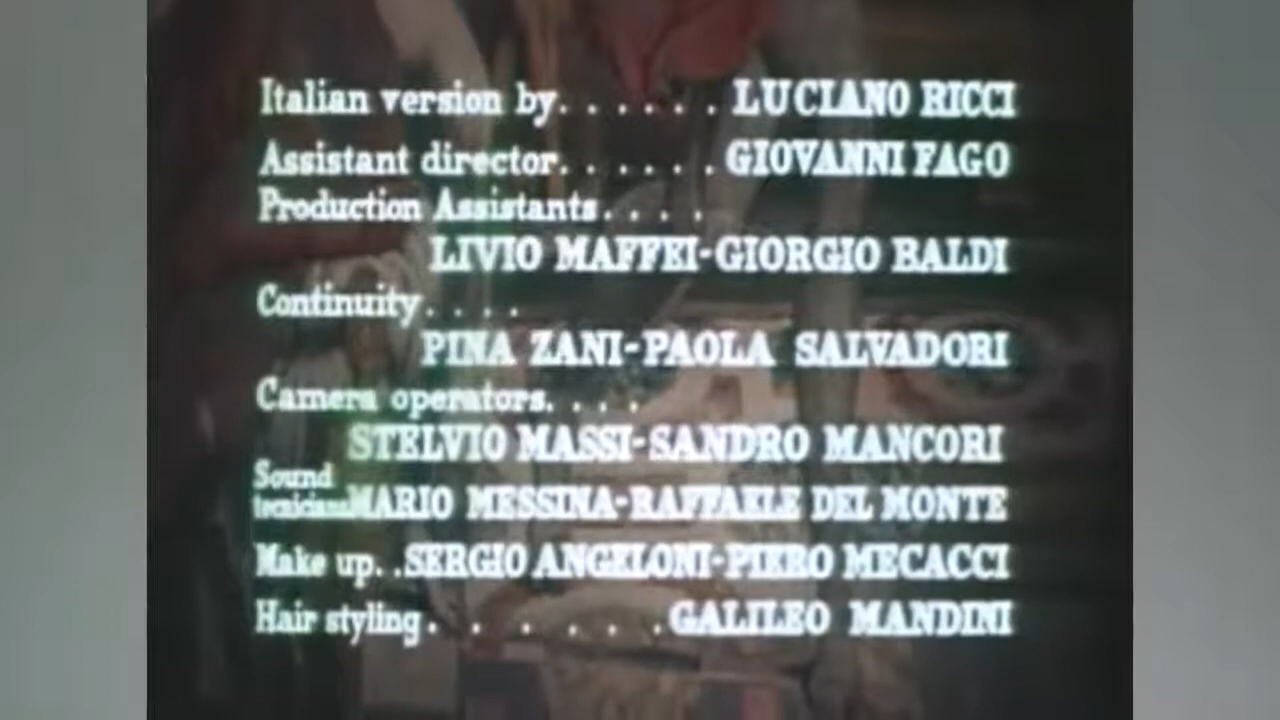 Italian version by. . . . . . LUCIANO RICCI
Assistant director. . . . . . GIOVANNI FAGO
Production Assistants. . . .
LIVIO MAFFEI-GIORGIO BALDI
Continuity. . . .
PINA ZANI-PAOLA SALVADORI
Camera operators. . . .
STELVIO MASSI-SANDRO MANCORI
Sound
tecnicians MARIO MESSINA-RAFFAELE DEL MONTE
Make up. .SERGIO ANGELONI-PIERO MECACCI
Hair styling. . . . . . .GALILEO MANDINI